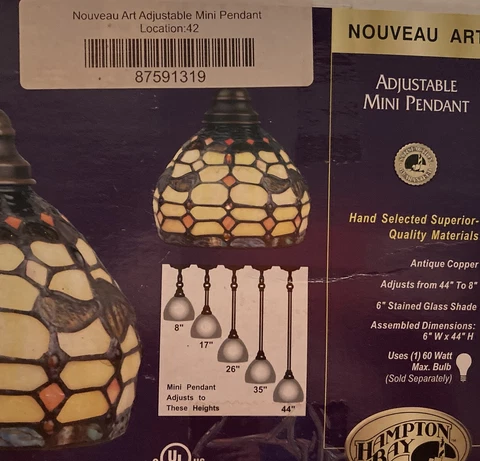 Nouveau Art Adjustable Mini Pendant
Location:42
87591319
NOUVEAU ART
ADJUSTABLE
MINI PENDANT
Hand Selected Superior-
Quality Materials
Antique Copper
Adjusts from 44" To 8"
6" Stained Glass Shade
Assembled Dimensions:
6" W x 44" H
Uses (1) 60 Watt
Max. Bulb
(Sold Separately)
8"
17"
26"
35"
44"
Mini Pendant
Adjusts to
These Heights
UL
HAMPTON
BAY